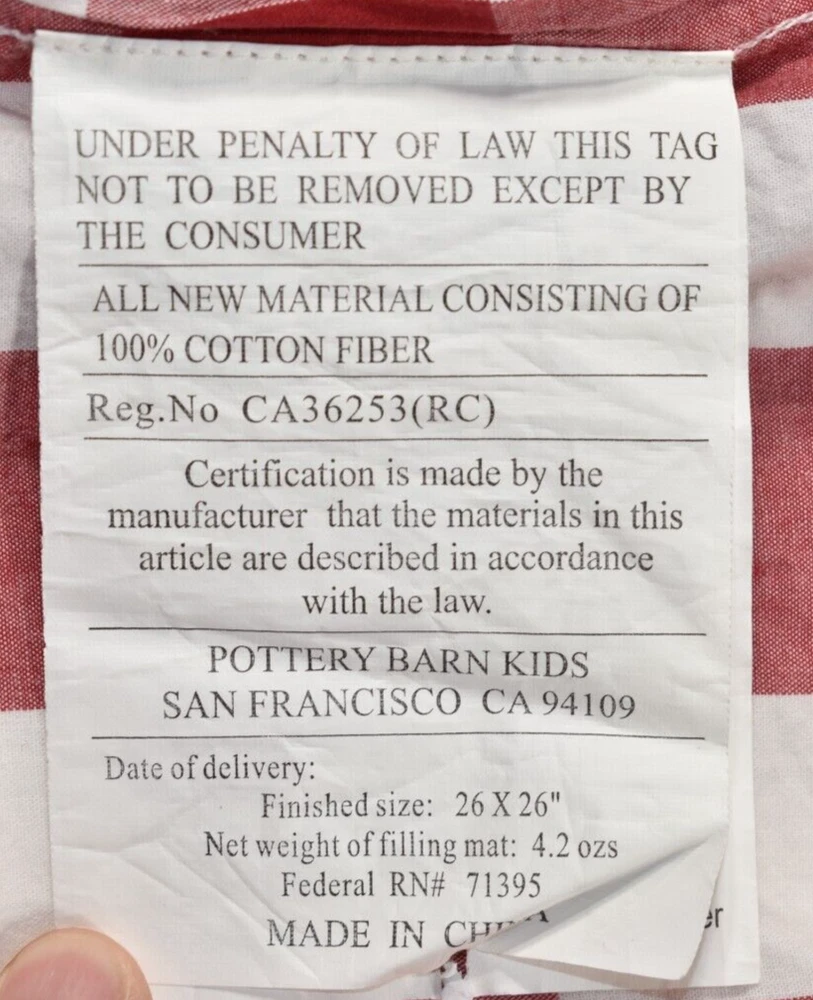 UNDER PENALTY OF LAW THIS TAG
NOT TO BE REMOVED EXCEPT BY
THE CONSUMER
ALL NEW MATERIAL CONSISTING OF
100% COTTON FIBER
Reg.No CA36253(RC)
Certification is made by the
manufacturer that the materials in this
article are described in accordance
with the law.
POTTERY BARN KIDS
SAN FRANCISCO CA 94109
Date of delivery:
Finished size: 26 X 26"
Net weight of filling mat: 4.2 ozs
Federal RN# 71395
MADE IN